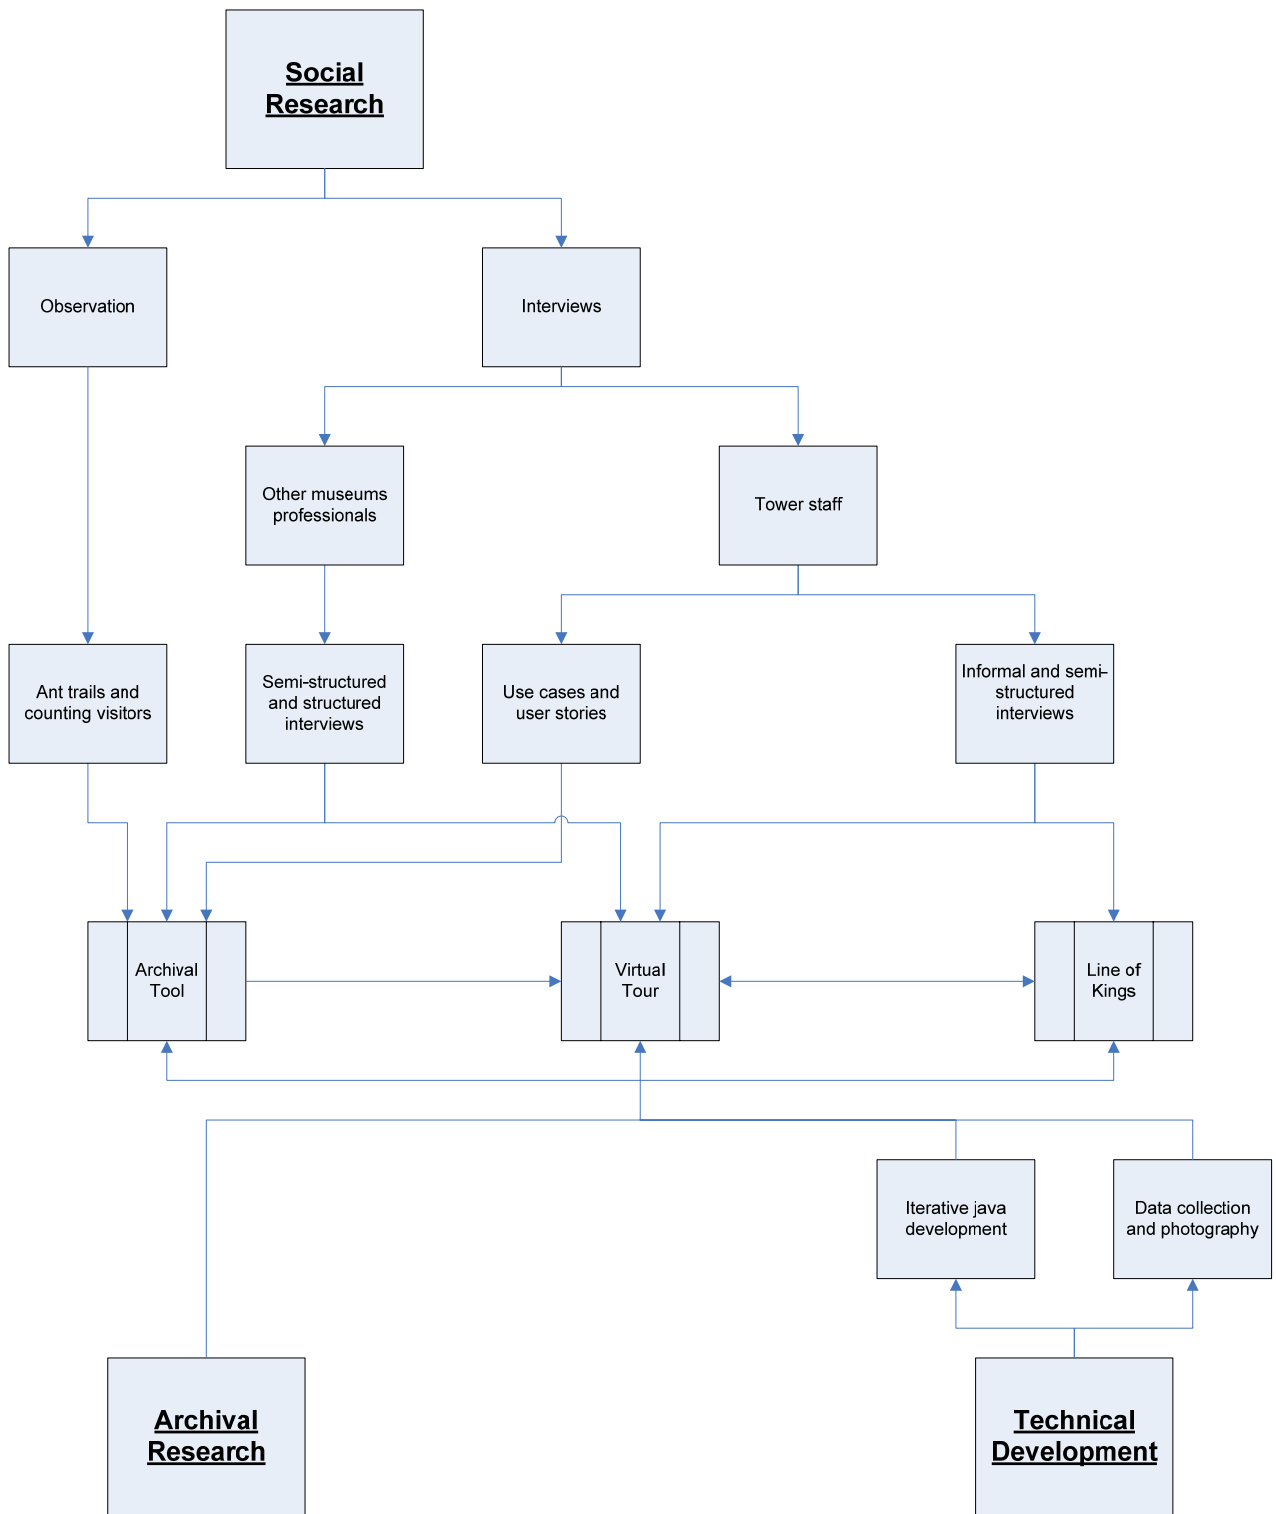 Social
Research
Observation
Interviews
Other museums
professionals
Tower staff
Ant trails and
counting visitors
Semi-structured
and structured
interviews
Use cases and
user stories
Informal and semi-
structured
interviews
Archival
Tool
Virtual
Tour
Line of
Kings
Iterative java
development
Data collection
and photography
Archival
Research
Technical
Development